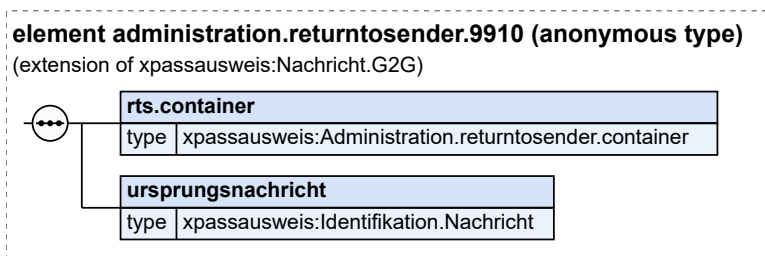 element administration.returntosender.9910 (anonymous type)
(extension of xpassausweis:Nachricht.G2G)
rts.container
type xpassausweis:Administration.returntosender.container
ursprungsnachricht
type xpassausweis:Identifikation.Nachricht